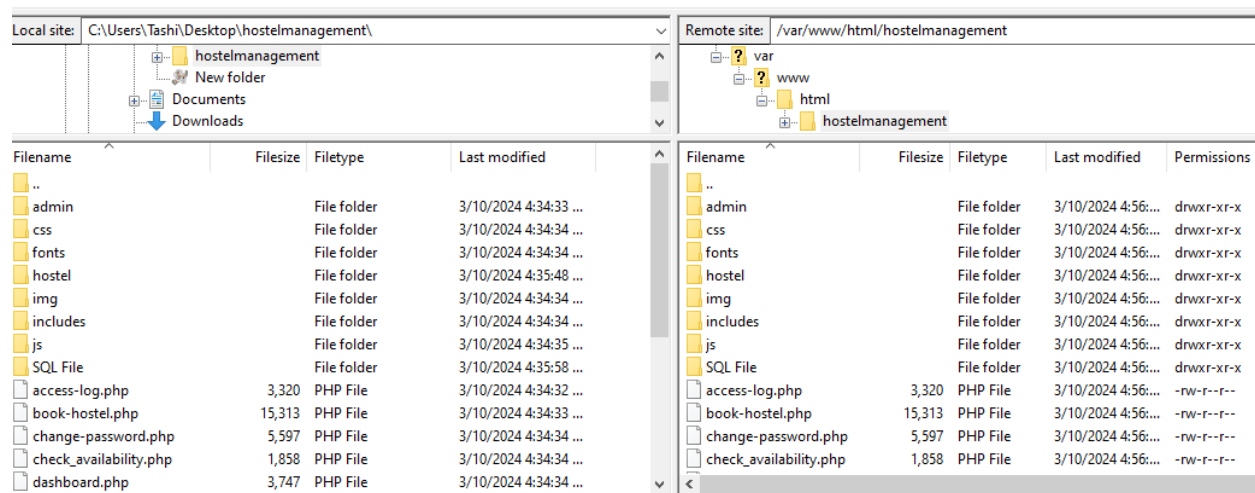 Local site: C:\Users\Tashi\Desktop\hostelmanagement\
hostelmanagement
New folder
Documents
Downloads
Filename Filesize Filetype Last modified
..
admin File folder 3/10/2024 4:34:33 ...
css File folder 3/10/2024 4:34:34 ...
fonts File folder 3/10/2024 4:34:34 ...
hostel File folder 3/10/2024 4:35:48 ...
img File folder 3/10/2024 4:34:34 ...
includes File folder 3/10/2024 4:34:34 ...
js File folder 3/10/2024 4:34:35 ...
SQL File File folder 3/10/2024 4:35:58 ...
access-log.php 3,320 PHP File 3/10/2024 4:34:32 ...
book-hostel.php 15,313 PHP File 3/10/2024 4:34:33 ...
change-password.php 5,597 PHP File 3/10/2024 4:34:34 ...
check_availability.php 1,858 PHP File 3/10/2024 4:34:34 ...
dashboard.php 3,747 PHP File 3/10/2024 4:34:34 ...
Remote site: /var/www/html/hostelmanagement
? var
? www
html
hostelmanagement
Filename Filesize Filetype Last modified Permissions
..
admin File folder 3/10/2024 4:56:... drwxr-xr-x
css File folder 3/10/2024 4:56:... drwxr-xr-x
fonts File folder 3/10/2024 4:56:... drwxr-xr-x
hostel File folder 3/10/2024 4:56:... drwxr-xr-x
img File folder 3/10/2024 4:56:... drwxr-xr-x
includes File folder 3/10/2024 4:56:... drwxr-xr-x
js File folder 3/10/2024 4:56:... drwxr-xr-x
SQL File File folder 3/10/2024 4:56:... drwxr-xr-x
access-log.php 3,320 PHP File 3/10/2024 4:56:... -rw-r--r--
book-hostel.php 15,313 PHP File 3/10/2024 4:56:... -rw-r--r--
change-password.php 5,597 PHP File 3/10/2024 4:56:... -rw-r--r--
check_availability.php 1,858 PHP File 3/10/2024 4:56:... -rw-r--r--